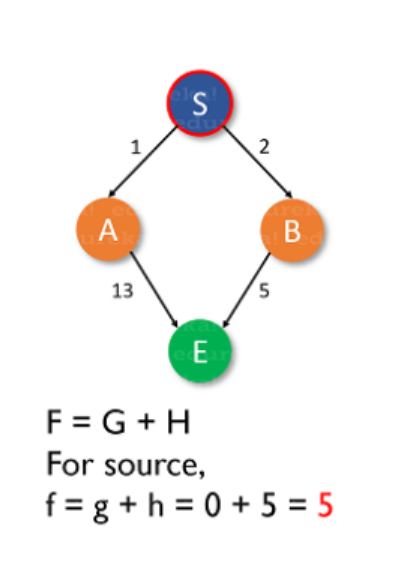 S
1
2
A
B
13
5
E
F = G + H
For source,
f = g + h = 0 + 5 = 5